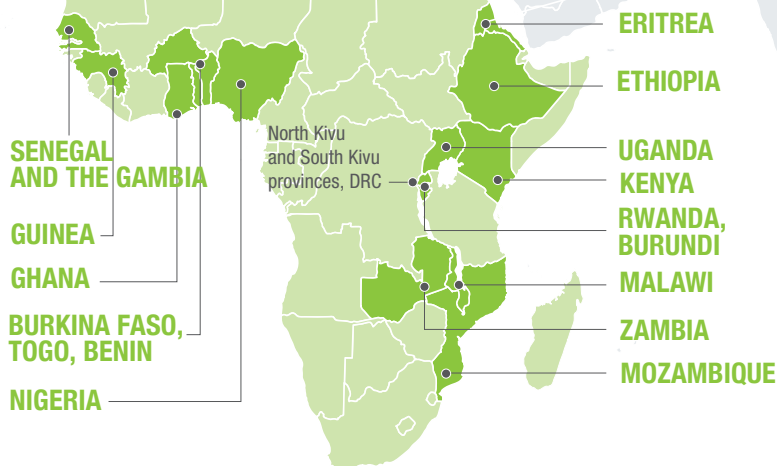 SENEGAL
AND THE GAMBIA
GUINEA
GHANA
BURKINA FASO,
TOGO, BENIN
NIGERIA
North Kivu
and South Kivu
provinces, DRC
ERITREA
ETHIOPIA
UGANDA
KENYA
RWANDA,
BURUNDI
MALAWI
ZAMBIA
MOZAMBIQUE